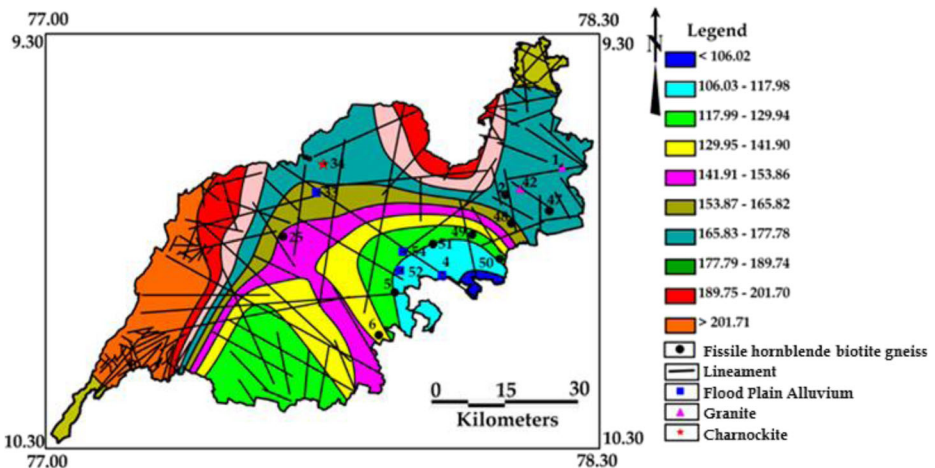 77.00
78.30
9.30
9.30
N
Legend
< 106.02
106.03 - 117.98
117.99 - 129.94
129.95 - 141.90
141.91 - 153.86
153.87 - 165.82
165.83 - 177.78
177.79 - 189.74
189.75 - 201.70
> 201.71
Fissile hornblende biotite gneiss
Lineament
Flood Plain Alluvium
Granite
Charnockite
34
33
25
1
42
2
47
48
49
51
54
50
52
4
5
6
0 15 30
Kilometers
10.30
10.30
77.00
78.30